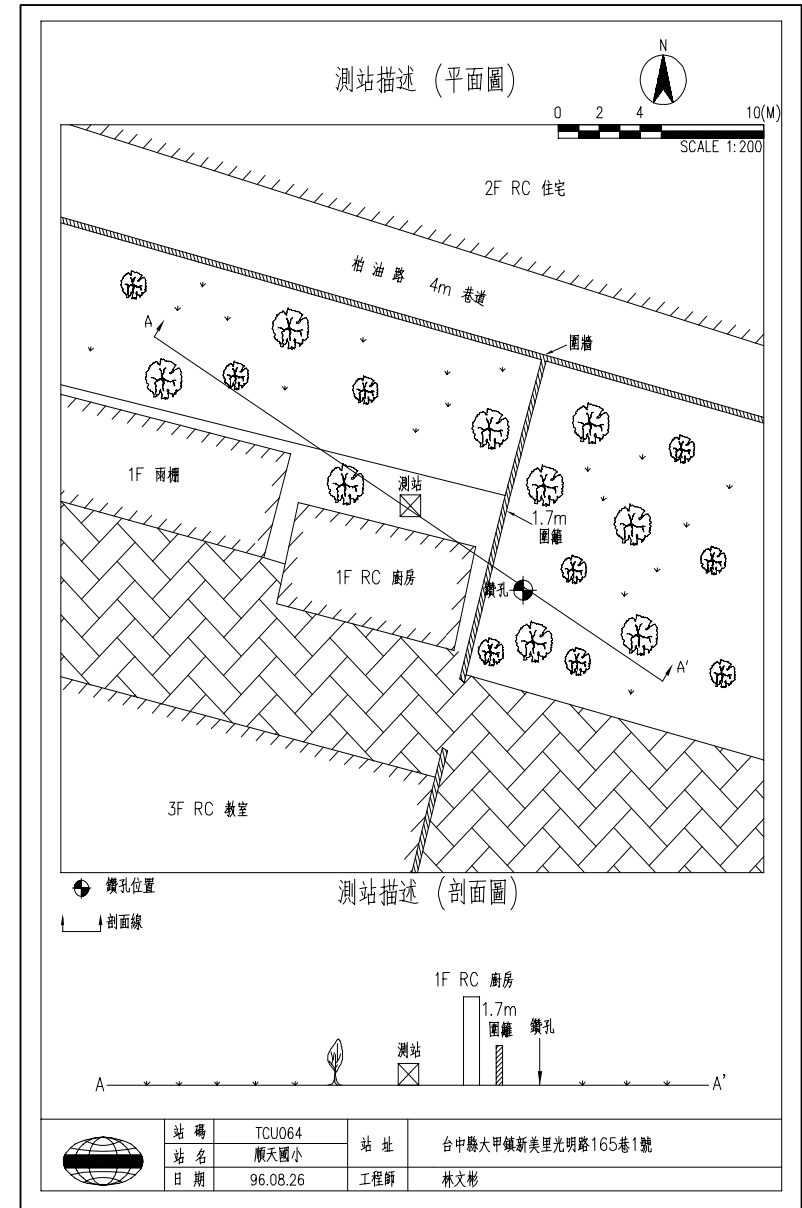 測站描述 (平面圖)
N
0 2 4 10(M)
SCALE 1:200
2F RC 住宅
柏油路 4m 巷道
圍牆
A
1F 雨棚
測站
1.7m
圍籬
1F RC 廚房
鑽孔
A'
3F RC 教室
鑽孔位置
剖面線
測站描述 (剖面圖)
1F RC 廚房
1.7m
圍籬
鑽孔
測站
A
A'
站碼 TCU064
站名 順天國小
日期 96.08.26
站址 台中縣大甲鎮新美里光明路165巷1號
工程師 林文彬